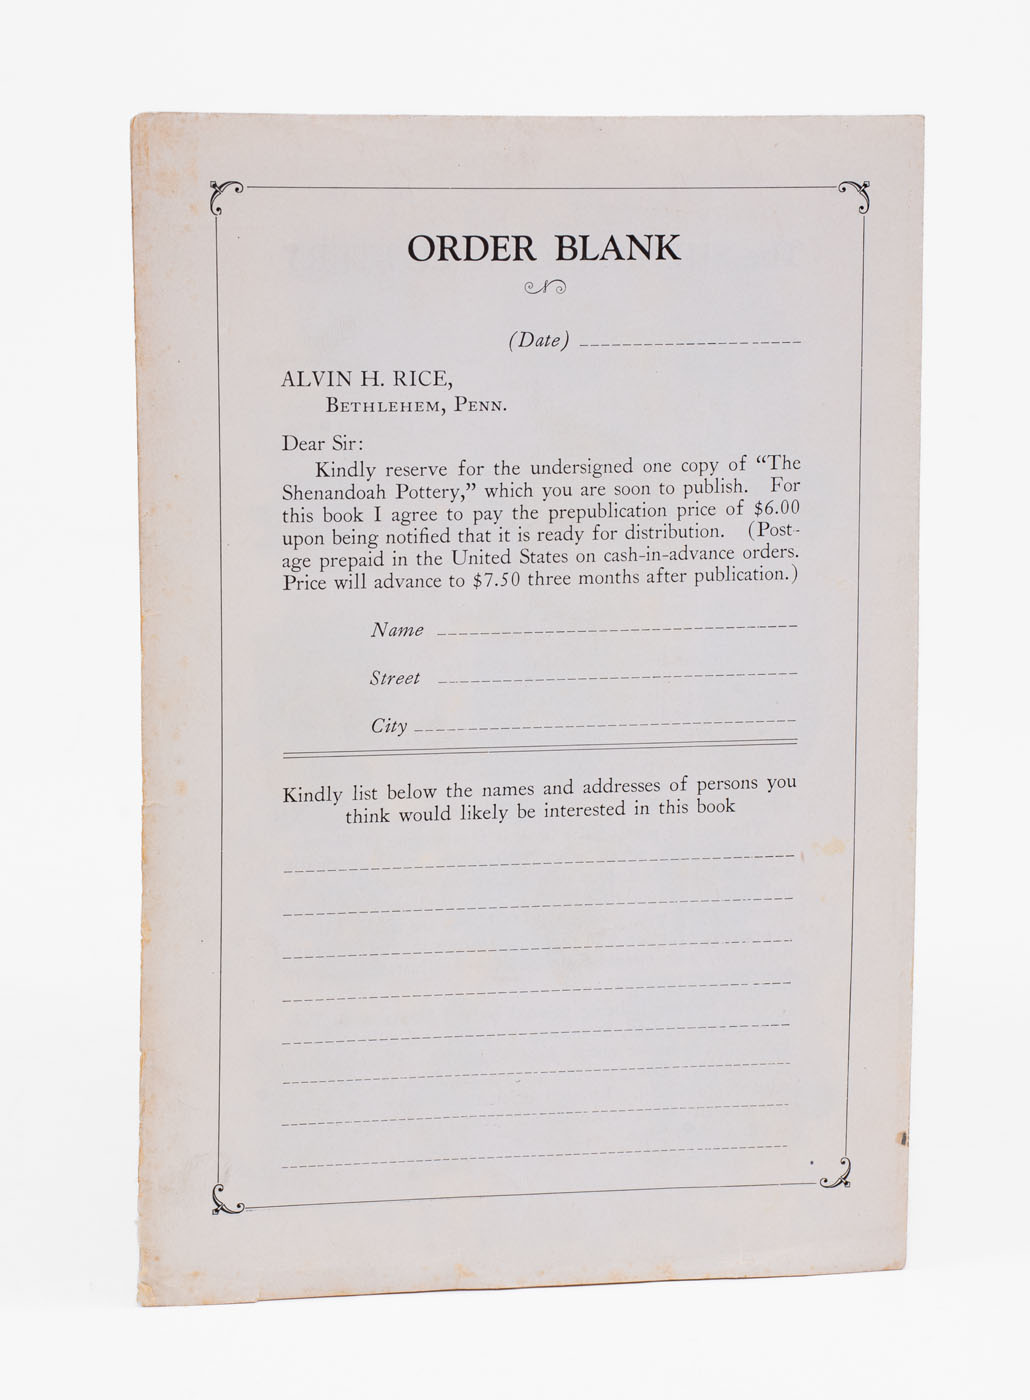 ORDER BLANK
(Date)
ALVIN H. RICE,
BETHLEHEM, PENN.
Dear Sir:
Kindly reserve for the undersigned one copy of “The
Shenandoah Pottery,” which you are soon to publish. For
this book I agree to pay the prepublication price of $6.00
upon being notified that it is ready for distribution. (Post-
age prepaid in the United States on cash-in-advance orders.
Price will advance to $7.50 three months after publication.)
Name
Street
City
Kindly list below the names and addresses of persons you
think would likely be interested in this book